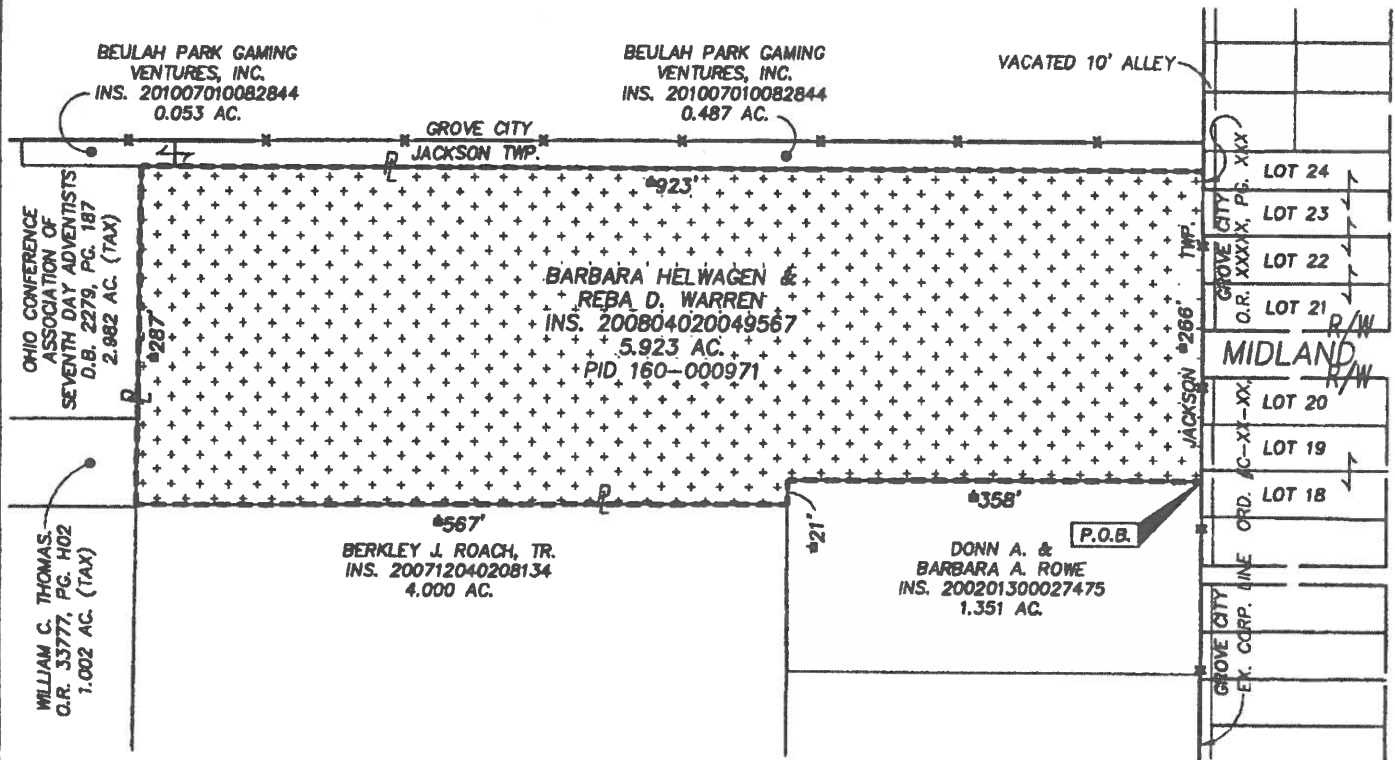 BEULAH PARK GAMING
VENTURES, INC.
INS. 201007010082844
0.053 AC.
BEULAH PARK GAMING
VENTURES, INC.
INS. 201007010082844
0.487 AC.
VACATED 10' ALLEY
GROVE CITY
JACKSON TWP.
PL
±923'
OHIO CONFERENCE
ASSOCIATION OF
SEVENTH DAY ADVENTISTS
D.B. 2279, PG. 187
2.982 AC. (TAX)
±287'
PL
BARBARA HELWAGEN &
REBA D. WARREN
INS. 200804020049567
5.923 AC.
PID 160-000971
JACKSON TWP.
±266'
GROVE CITY
O.R. XXXX, PG. XXX
LOT 24
LOT 23
LOT 22
LOT 21
R/W
MIDLAND
R/W
LOT 20
LOT 19
LOT 18
±358'
P.O.B.
±21'
PL
±567'
BERKLEY J. ROACH, TR.
INS. 200712040208134
4.000 AC.
DONN A. &
BARBARA A. ROWE
INS. 200201300027475
1.351 AC.
WILLIAM C. THOMAS
O.R. 33777, PG. H02
1.002 AC. (TAX)
GROVE CITY
EX. CORP. LINE ORD. #C-XX-XX,